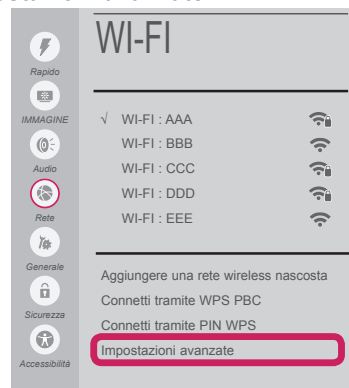 WI-FI
Rapido
IMMAGINE
Audio
Rete
Generale
Sicurezza
Accessibilità
√ WI-FI : AAA
WI-FI : BBB
WI-FI : CCC
WI-FI : DDD
WI-FI : EEE
Aggiungere una rete wireless nascosta
Connetti tramite WPS PBC
Connetti tramite PIN WPS
Impostazioni avanzate